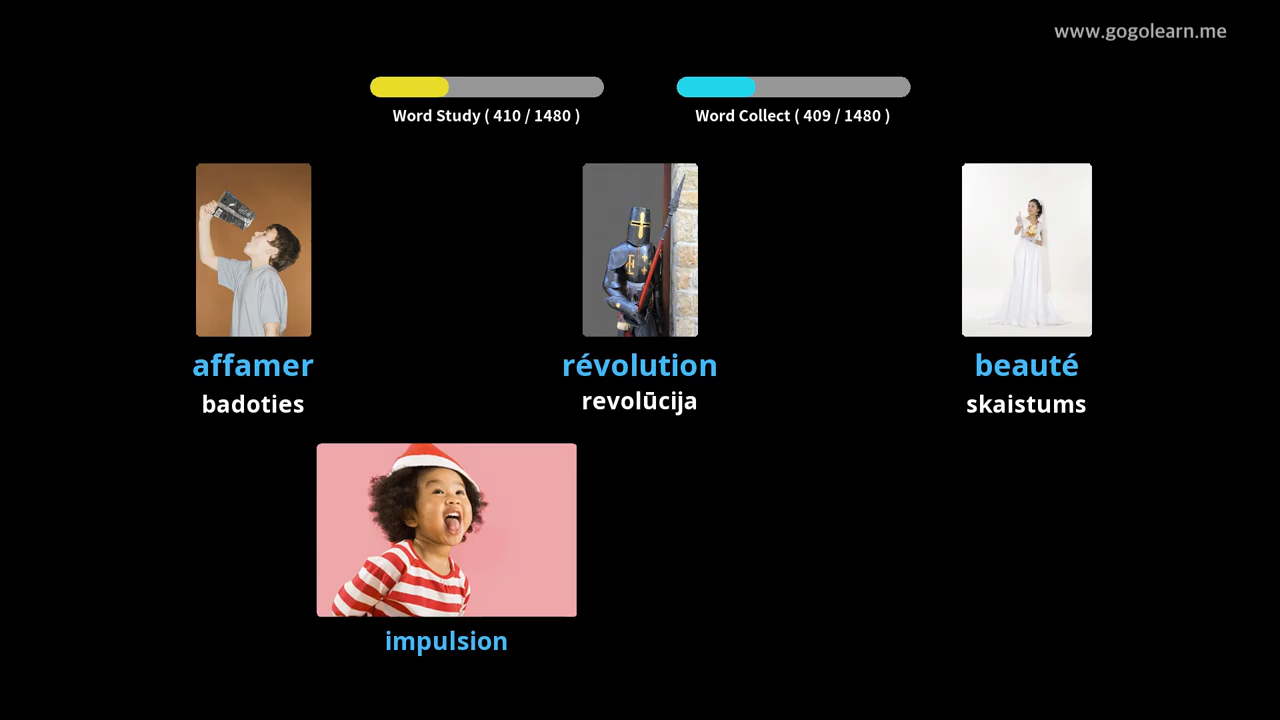 www.gogolearn.me
Word Study ( 410 / 1480 )
Word Collect ( 409 / 1480 )
affamer
révolution
beauté
badoties
revolūcija
skaistums
impulsion